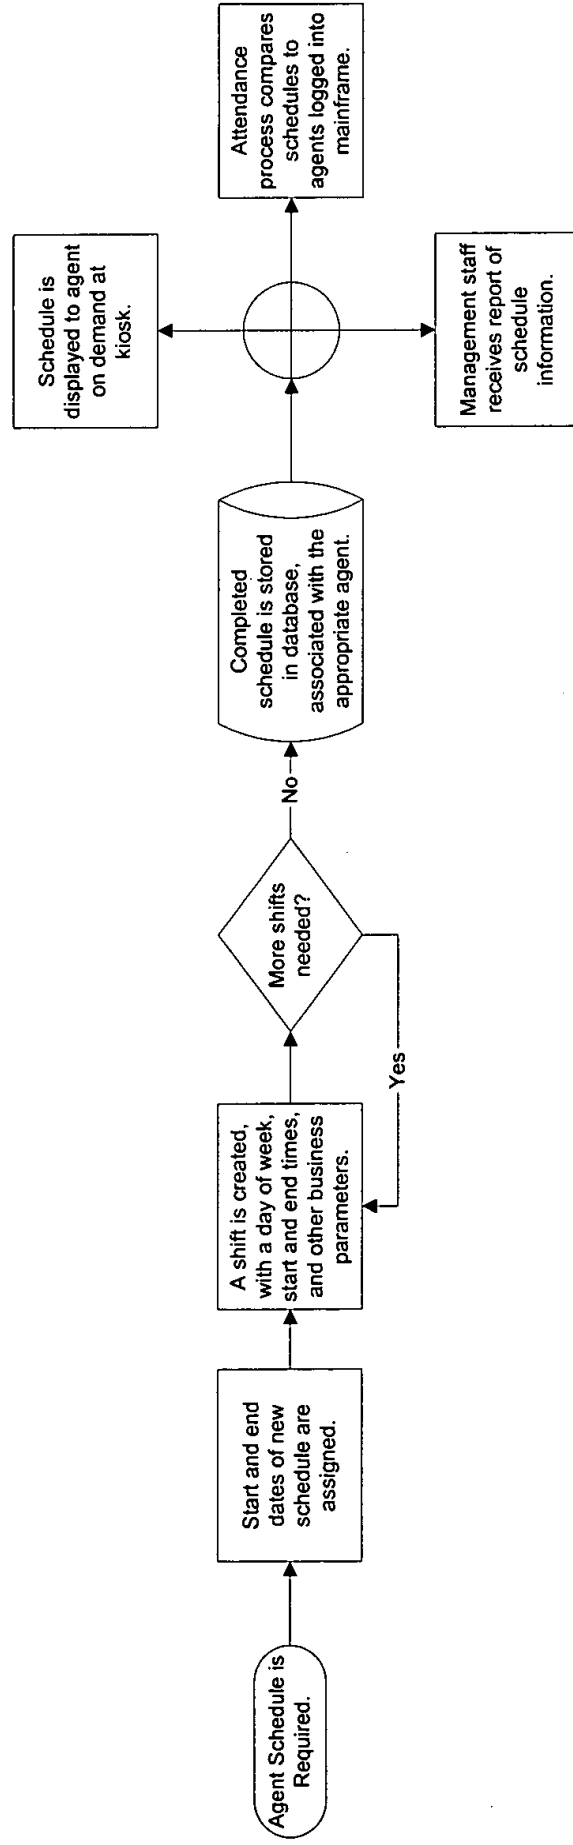 Agent Schedule is
Required.
Start and end
dates of new
schedule are
assigned.
A shift is created,
with a day of week,
start and end times,
and other business
parameters.
More shifts
needed?
Yes
No
Completed
schedule is stored
in database,
associated with the
appropriate agent.
Schedule is
displayed to agent
on demand at
kiosk.
Attendance
process compares
schedules to
agents logged into
mainframe.
Management staff
receives report of
schedule
information.